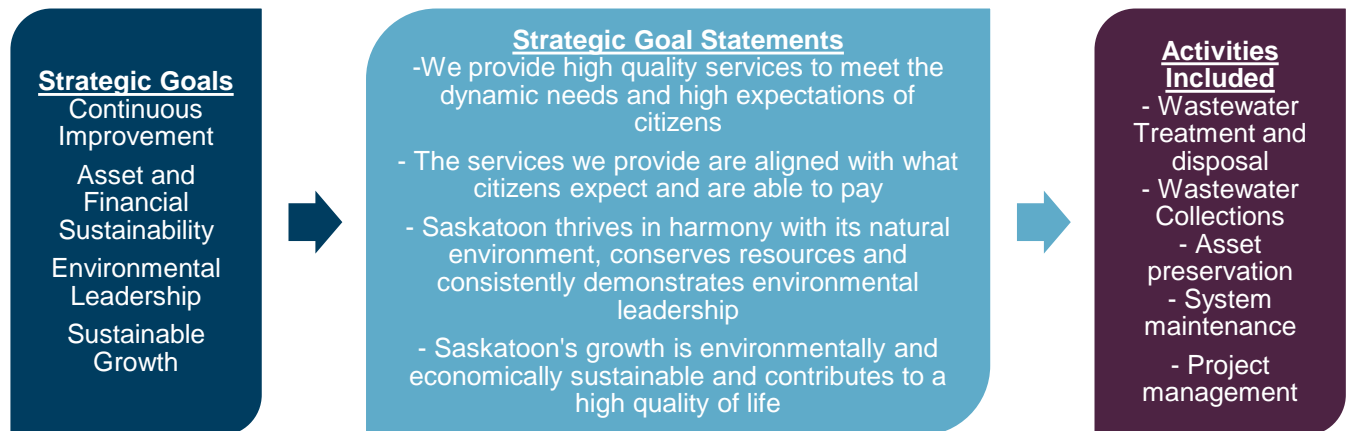 Strategic Goals
Continuous
Improvement
Asset and
Financial
Sustainability
Environmental
Leadership
Sustainable
Growth
Strategic Goal Statements
-We provide high quality services to meet the
dynamic needs and high expectations of
citizens
- The services we provide are aligned with what
citizens expect and are able to pay
- Saskatoon thrives in harmony with its natural
environment, conserves resources and
consistently demonstrates environmental
leadership
- Saskatoon's growth is environmentally and
economically sustainable and contributes to a
high quality of life
Activities
Included
- Wastewater
Treatment and
disposal
- Wastewater
Collections
- Asset
preservation
- System
maintenance
- Project
management